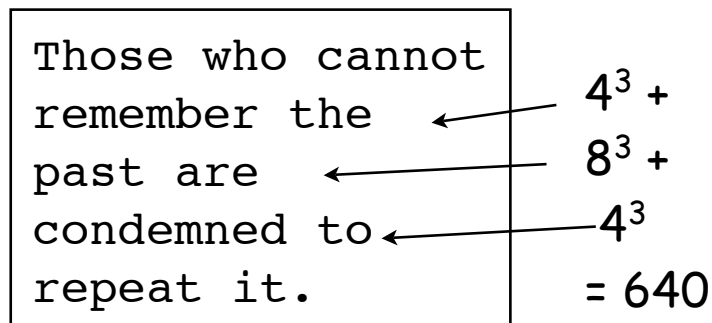 Those who cannot
remember the
past are
condemned to
repeat it.
4³ +
8³ +
4³
= 640